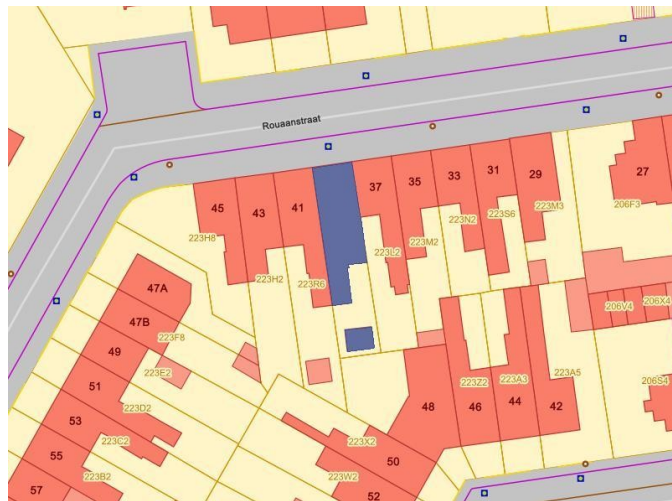 Rouaanstraat
45
43
41
37
35
33
31
29
27
223H8
223H2
223R6
223L2
223M2
223N2
223S6
223M3
206F3
47A
47B
49
51
53
55
57
223F8
223E2
223D2
223C2
223B2
206V4
206X4
206S4
48
46
44
42
223Z2
223A3
223A5
223X2
50
223W2
52